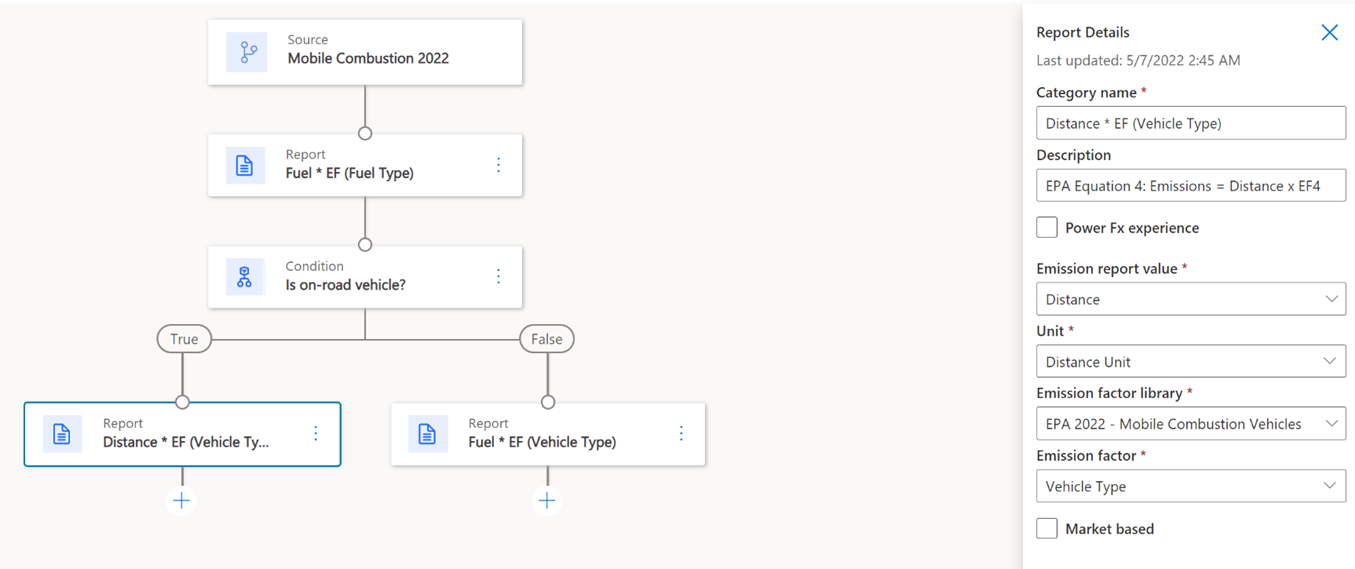 Source
Mobile Combustion 2022
Report
Fuel * EF (Fuel Type)
Condition
Is on-road vehicle?
True
False
Report
Distance * EF (Vehicle Ty...
Report
Fuel * EF (Vehicle Type)
Report Details
Last updated: 5/7/2022 2:45 AM
Category name *
Distance * EF (Vehicle Type)
Description
EPA Equation 4: Emissions = Distance x EF4
Power Fx experience
Emission report value *
Distance
Unit *
Distance Unit
Emission factor library *
EPA 2022 - Mobile Combustion Vehicles
Emission factor *
Vehicle Type
Market based